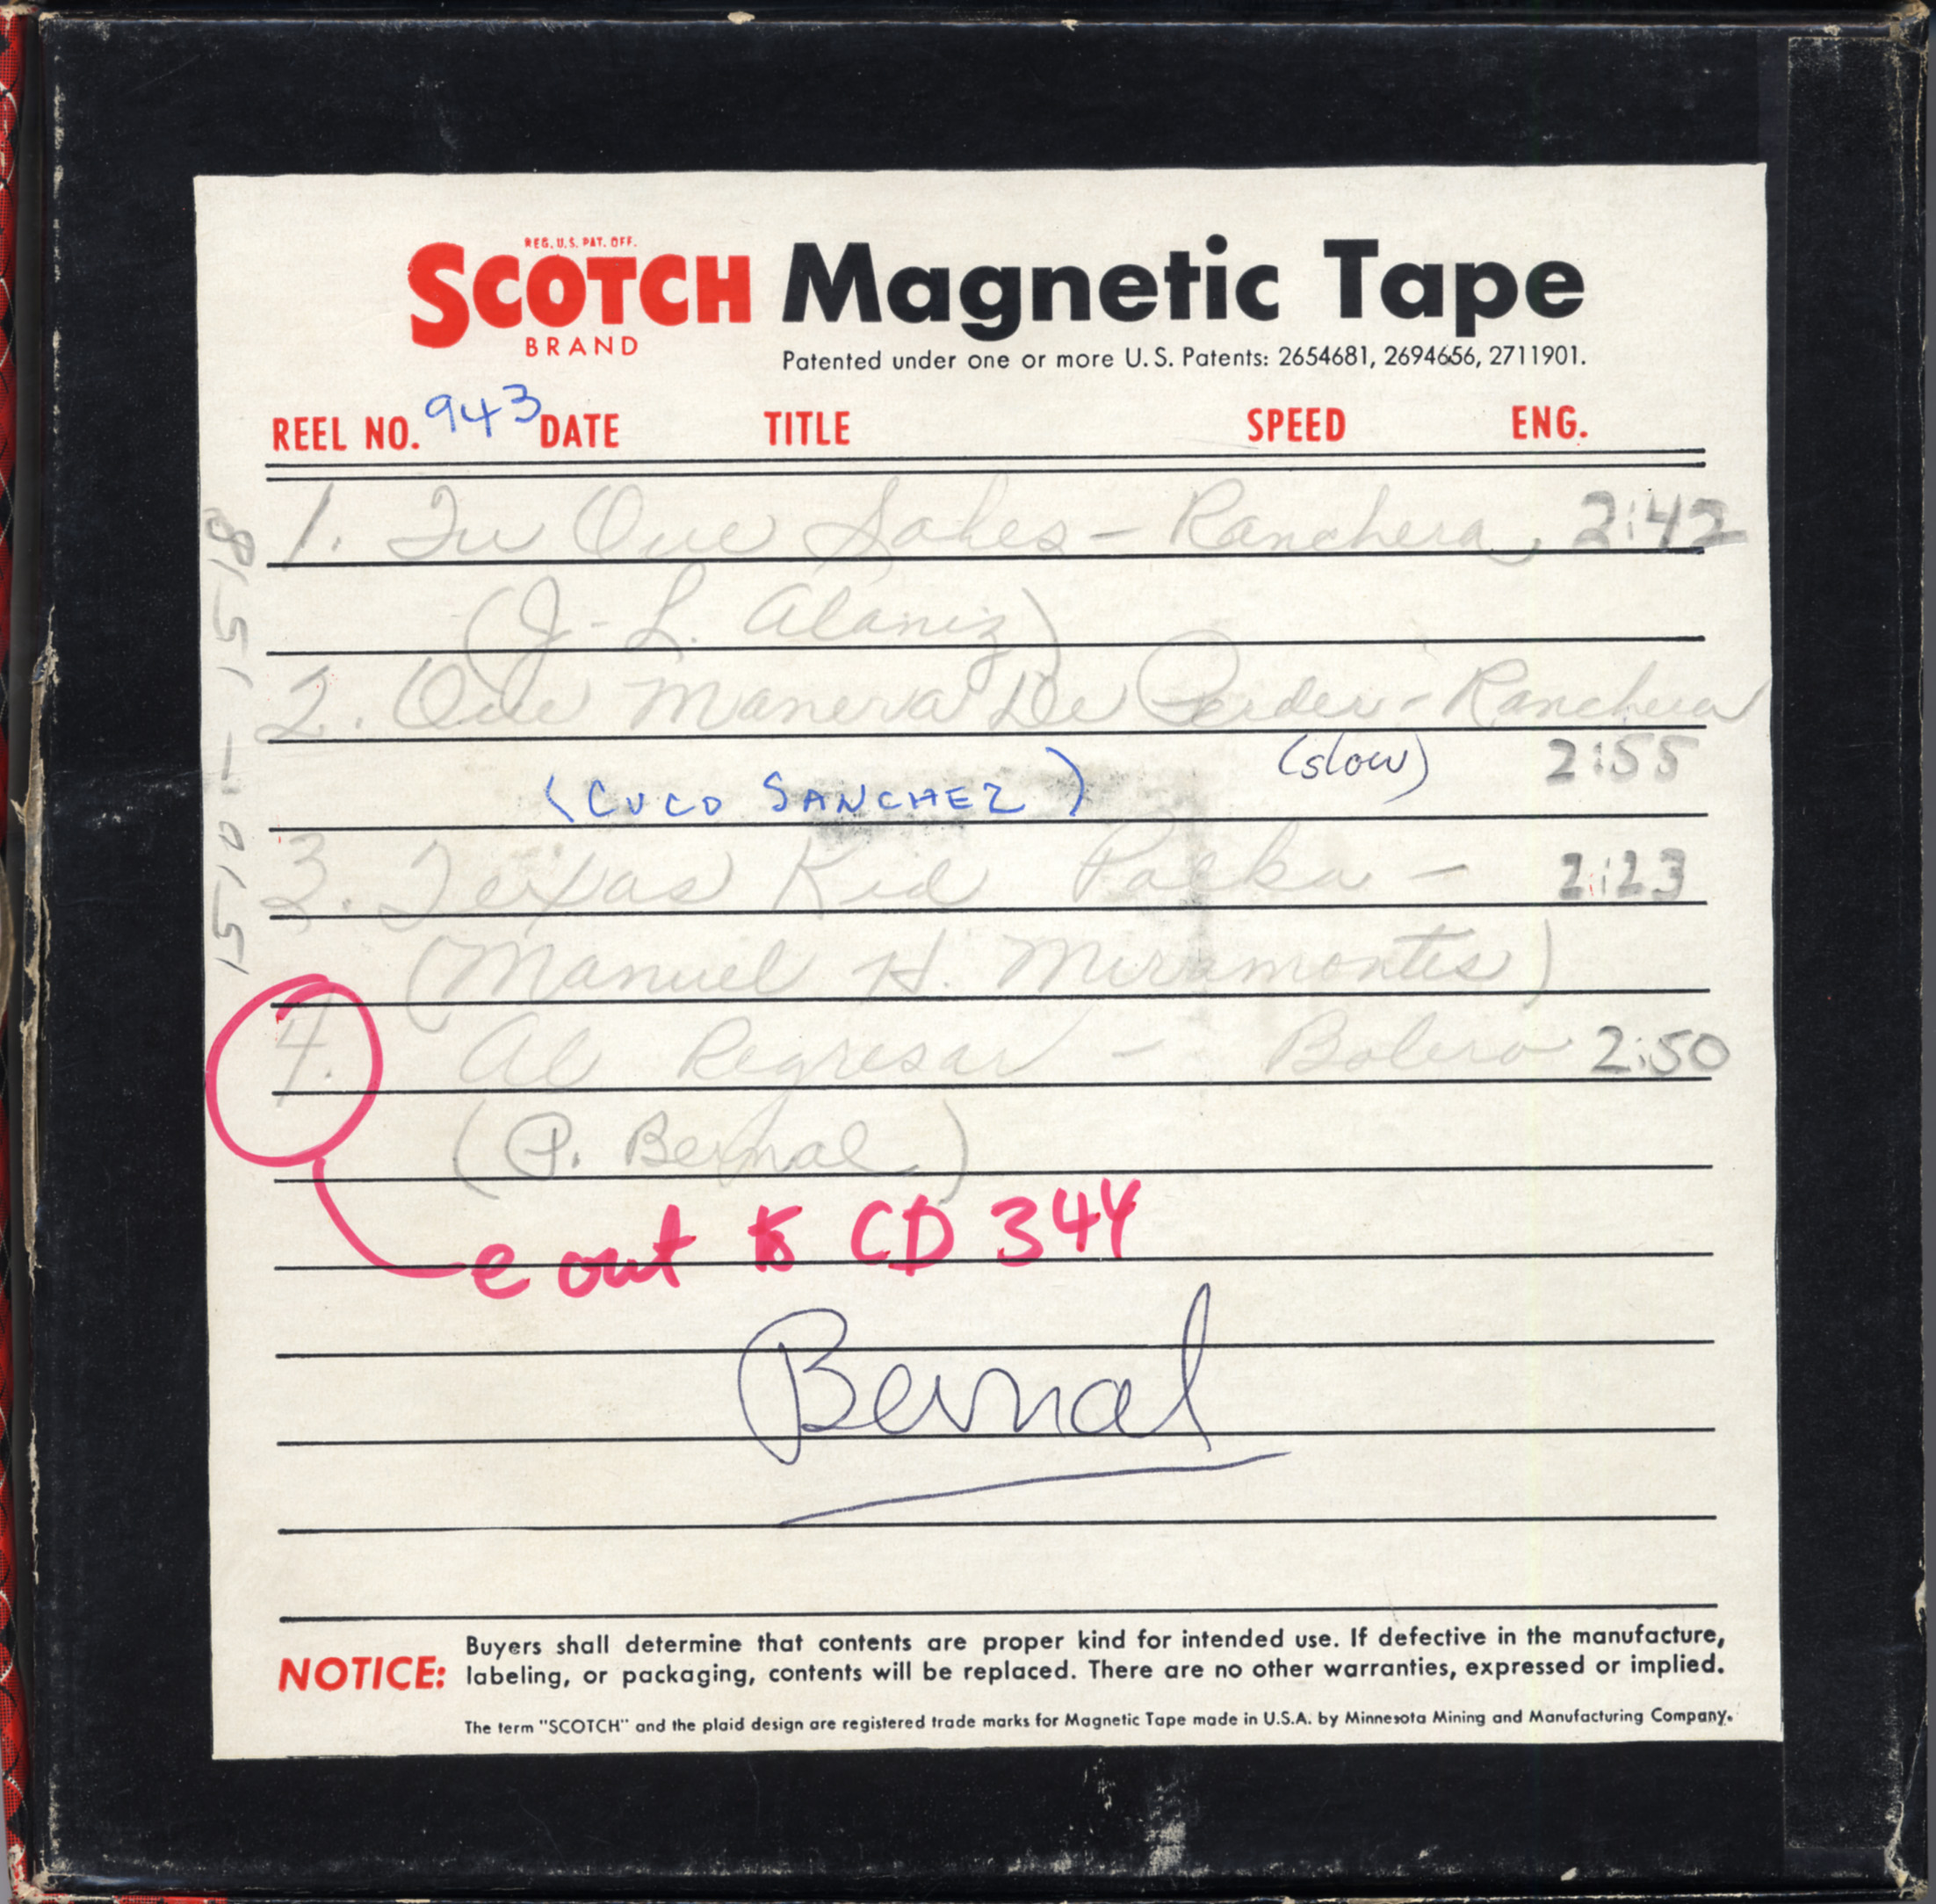 REG. U.S. PAT. OFF.
SCOTCH Magnetic Tape
BRAND
Patented under one or more U.S. Patents: 2654681, 2694656, 2711901.
REEL NO. 943 DATE TITLE SPEED ENG.
1. Tu Que Sabes - Ranchera 2:42
(J. L. Alaniz)
2. Que Manera De Perder - Ranchera
(CUCO SANCHEZ) (slow) 2:55
3. Texas Kid Polka - 2:23
(Manuel H. Miramontes)
4. Al Regresar - Bolero 2:50
(P. Bernal)
e out to CD 344
Bernal
NOTICE: Buyers shall determine that contents are proper kind for intended use. If defective in the manufacture,
labeling, or packaging, contents will be replaced. There are no other warranties, expressed or implied.
The term "SCOTCH" and the plaid design are registered trade marks for Magnetic Tape made in U.S.A. by Minnesota Mining and Manufacturing Company.
1510 - 1518